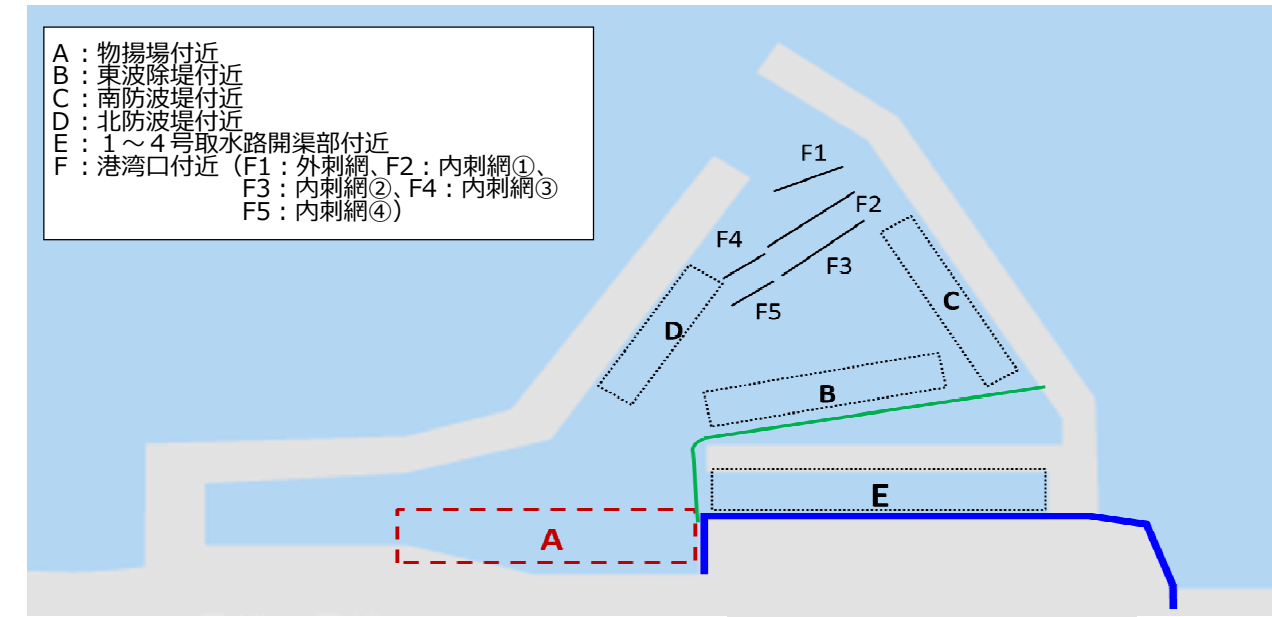 A：物揚場付近
B：東波除堤付近
C：南防波堤付近
D：北防波堤付近
E：１～４号取水路開渠部付近
F：港湾口付近（F1：外刺網、F2：内刺網①、
F3：内刺網②、F4：内刺網③
F5：内刺網④）
F1
F2
F4
F3
F5
C
D
B
E
A